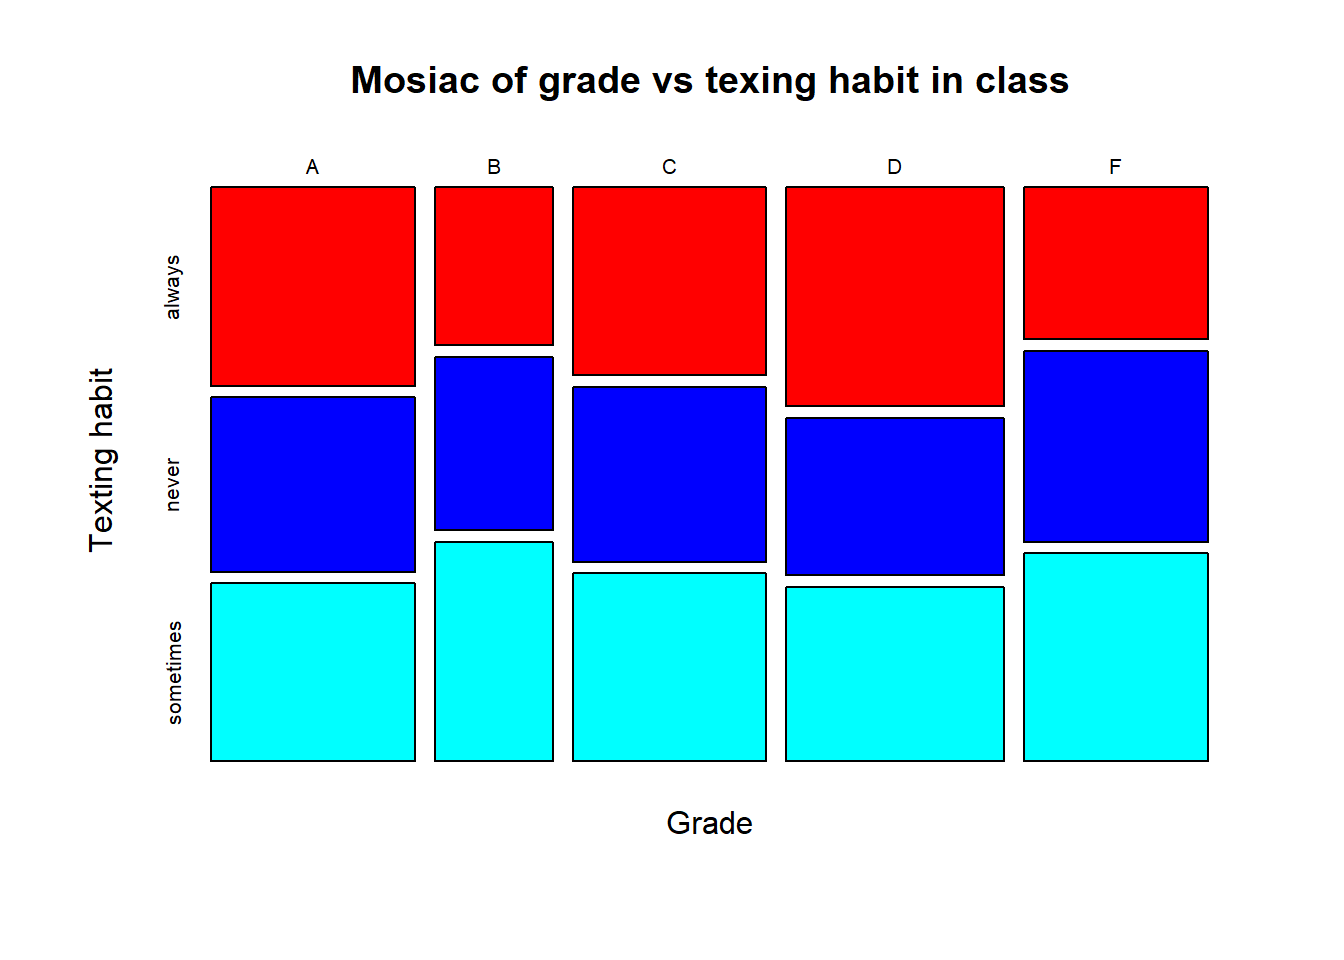 Mosiac of grade vs texing habit in class
A B C D F
always
never
sometimes
Texting habit
Grade